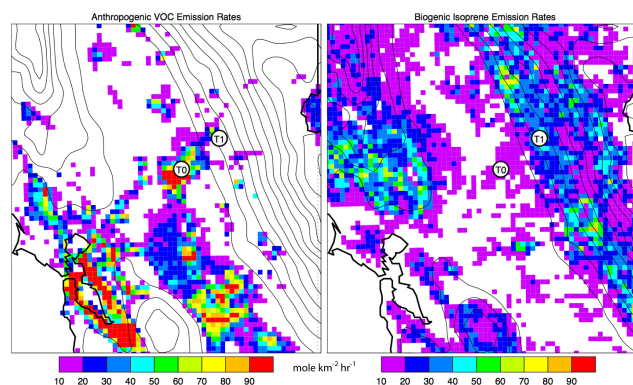 Anthropogenic VOC Emission Rates
Biogenic Isoprene Emission Rates
T1
T0
T1
T0
10 20 30 40 50 60 70 80 90
mole km⁻² hr⁻¹
10 20 30 40 50 60 70 80 90